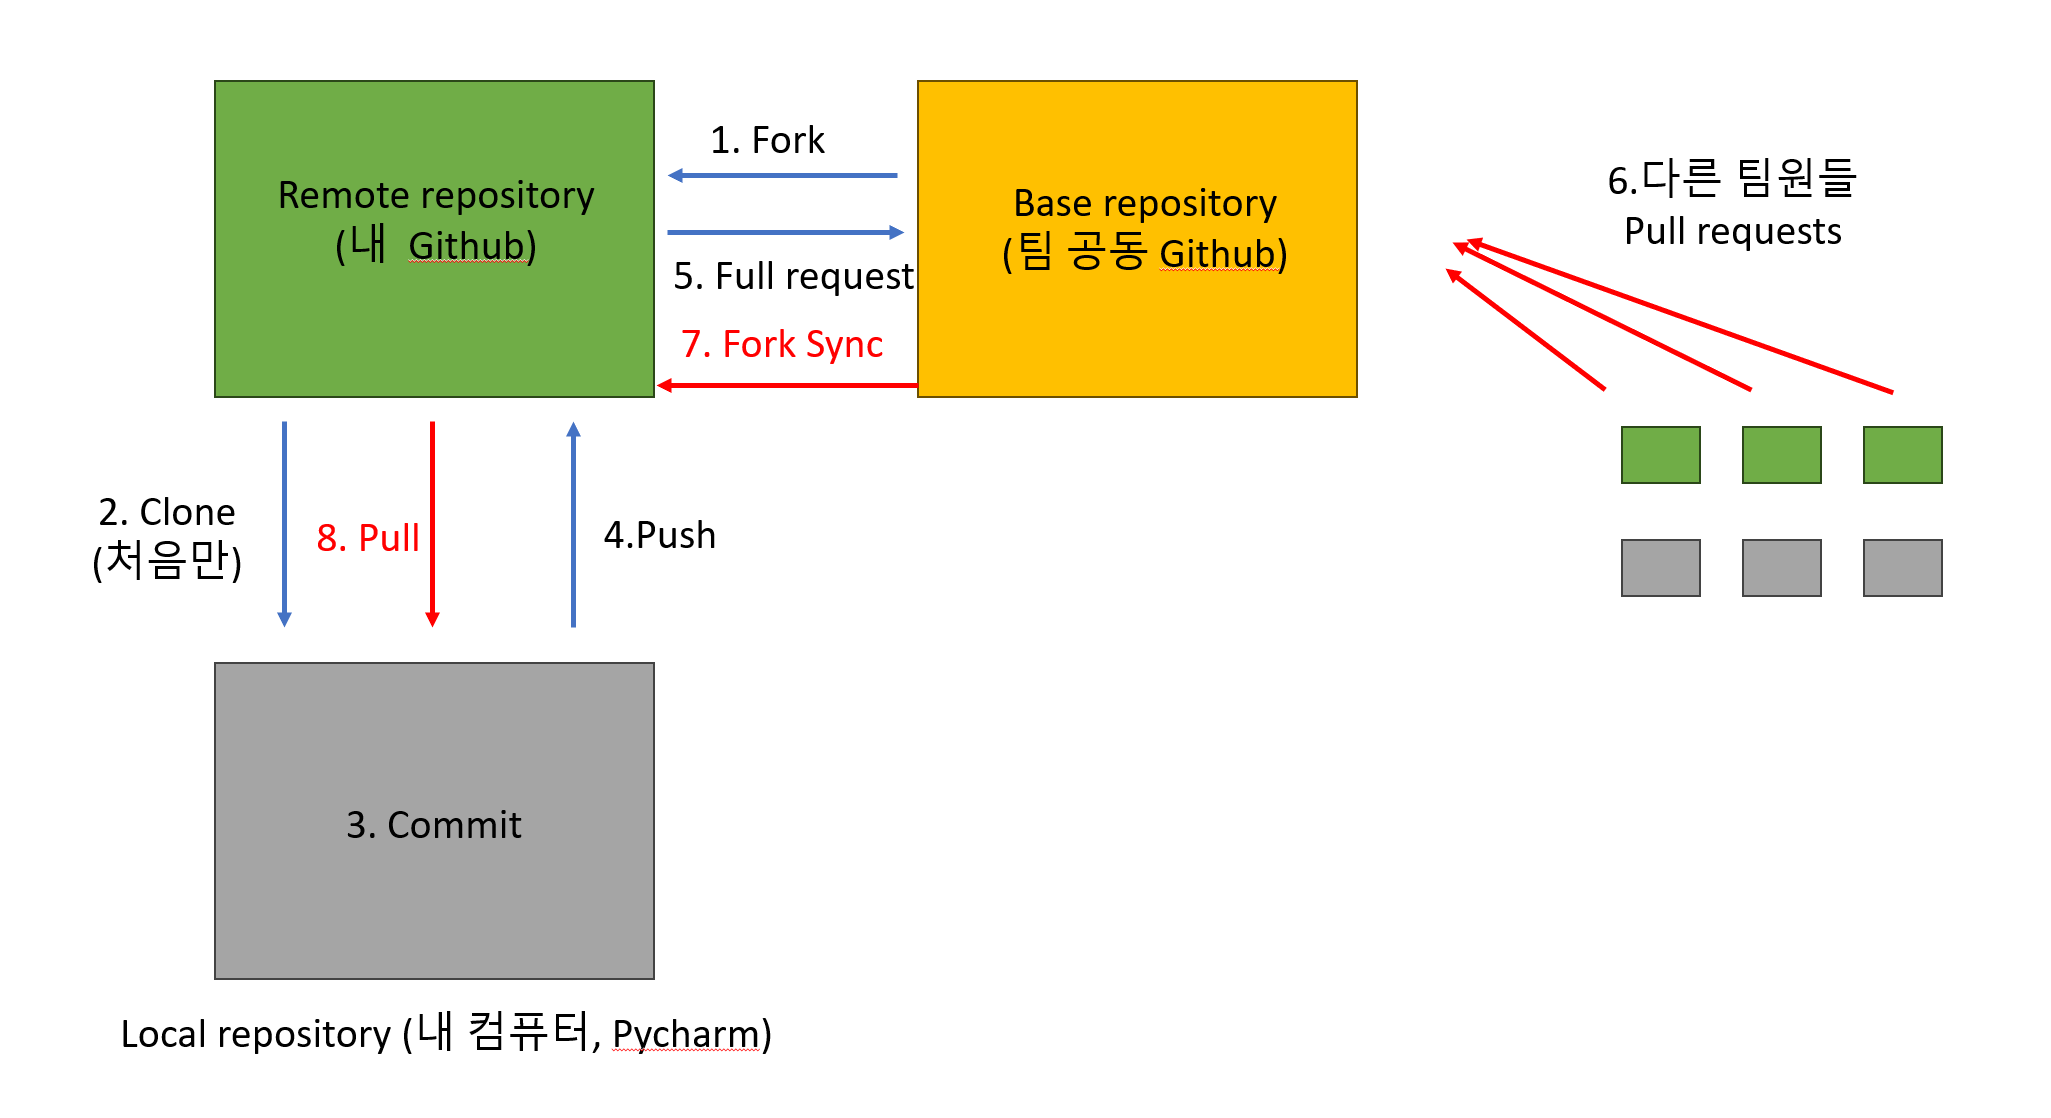 1. Fork
Remote repository
(내 Github)
Base repository
(팀 공동 Github)
5. Full request
7. Fork Sync
6.다른 팀원들
Pull requests
2. Clone
(처음만)
8. Pull
4.Push
3. Commit
Local repository (내 컴퓨터, Pycharm)